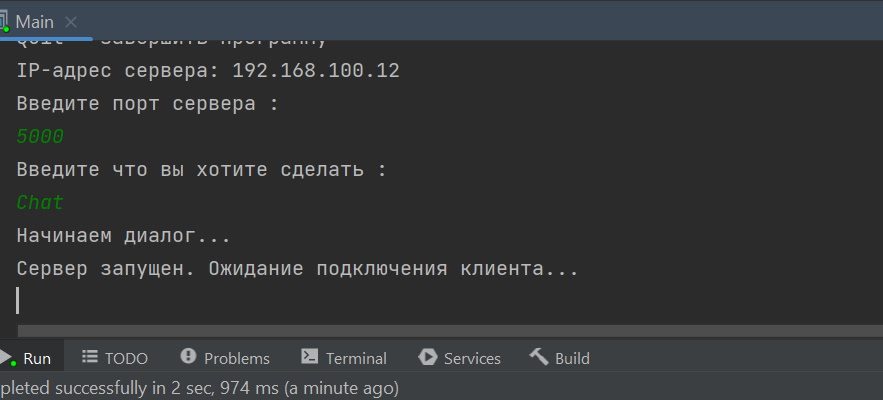 Main
Quit - завершить программу
IP-адрес сервера: 192.168.100.12
Введите порт сервера :
5000
Введите что вы хотите сделать :
Chat
Начинаем диалог...
Сервер запущен. Ожидание подключения клиента...
Run TODO Problems Terminal Services Build
pleted successfully in 2 sec, 974 ms (a minute ago)